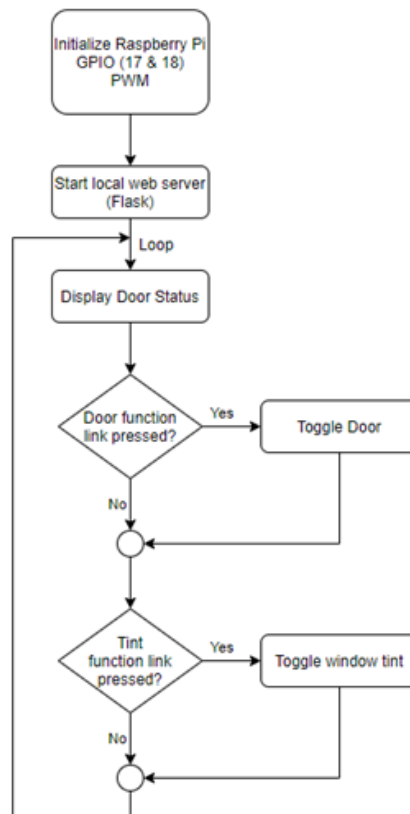 Initialize Raspberry Pi
GPIO (17 & 18)
PWM
Start local web server
(Flask)
Loop
Display Door Status
Door function
link pressed?
Yes
Toggle Door
No
Tint
function link
pressed?
Yes
Toggle window tint
No